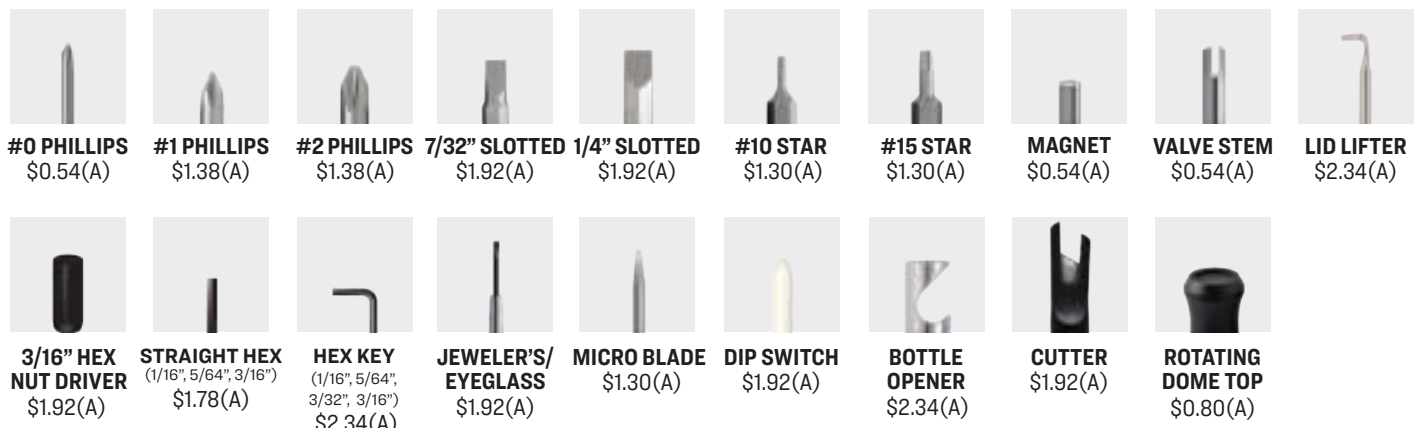 #0 PHILLIPS
$0.54(A)
#1 PHILLIPS
$1.38(A)
#2 PHILLIPS
$1.38(A)
7/32” SLOTTED
$1.92(A)
1/4” SLOTTED
$1.92(A)
#10 STAR
$1.30(A)
#15 STAR
$1.30(A)
MAGNET
$0.54(A)
VALVE STEM
$0.54(A)
LID LIFTER
$2.34(A)
3/16” HEX
NUT DRIVER
$1.92(A)
STRAIGHT HEX
(1/16”, 5/64”, 3/16”)
$1.78(A)
HEX KEY
(1/16”, 5/64”,
3/32”, 3/16”)
$2.34(A)
JEWELER’S/
EYEGLASS
$1.92(A)
MICRO BLADE
$1.30(A)
DIP SWITCH
$1.92(A)
BOTTLE
OPENER
$2.34(A)
CUTTER
$1.92(A)
ROTATING
DOME TOP
$0.80(A)